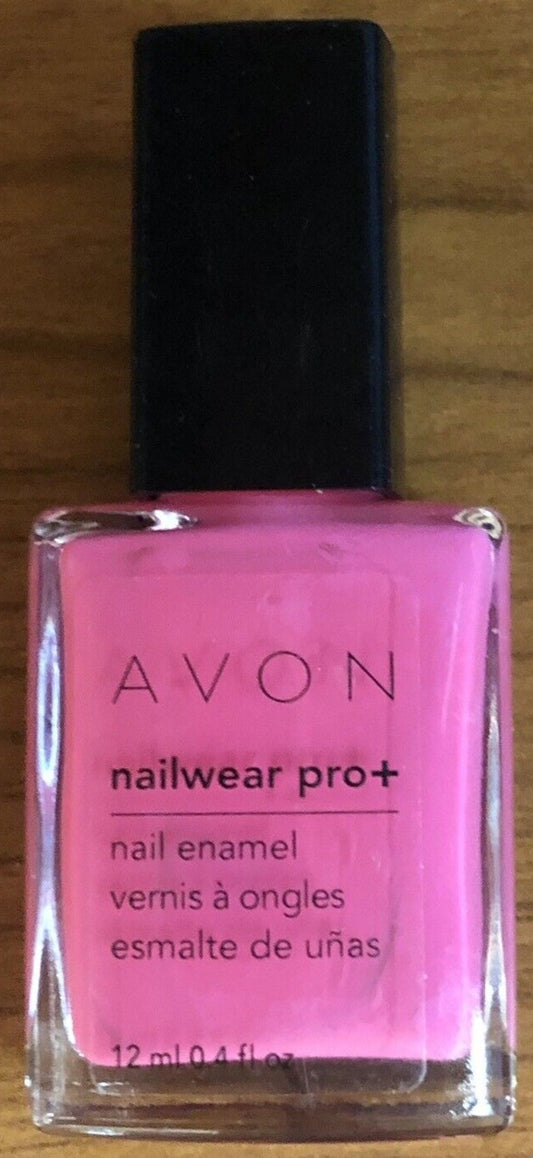 AVON
nailwear pro+
nail enamel
vernis à ongles
esmalte de uñas
12 ml 0.4 fl oz